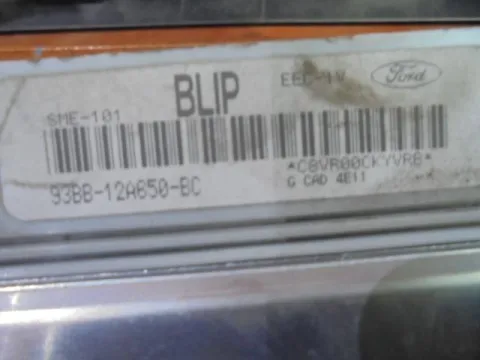 BLIP EEC-IV Ford
SME-101
*C8VR00CKYVRB*
93BB-12A650-BC
G CAD 4E11